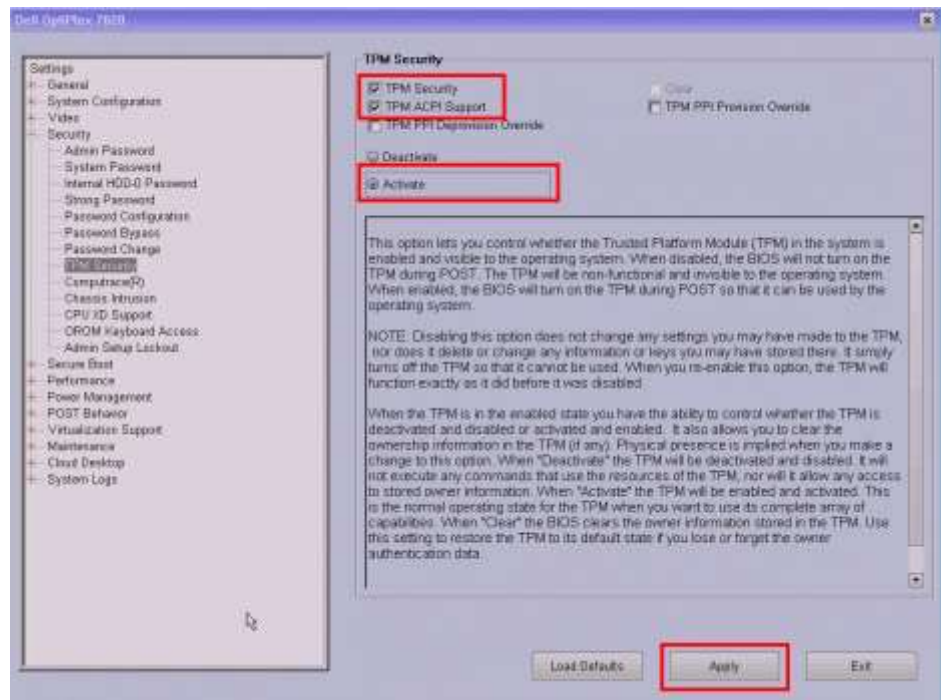 Dell OptiPlex 7020
Settings
General
System Configuration
Video
Security
Admin Password
System Password
Internal HDD-0 Password
Strong Password
Password Configuration
Password Bypass
Password Change
TPM Security
Computrace(R)
Chassis Intrusion
CPU XD Support
OROM Keyboard Access
Admin Setup Lockout
Secure Boot
Performance
Power Management
POST Behavior
Virtualization Support
Maintenance
Cloud Desktop
System Logs
TPM Security
TPM Security
Clear
TPM ACPI Support
TPM PPI Provision Override
TPM PPI Deprovision Override
Deactivate
Activate
This option lets you control whether the Trusted Platform Module (TPM) in the system is
enabled and visible to the operating system. When disabled, the BIOS will not turn on the
TPM during POST. The TPM will be non-functional and invisible to the operating system.
When enabled, the BIOS will turn on the TPM during POST so that it can be used by the
operating system.
NOTE: Disabling this option does not change any settings you may have made to the TPM,
nor does it delete or change any information or keys you may have stored there. It simply
turns off the TPM so that it cannot be used. When you re-enable this option, the TPM will
function exactly as it did before it was disabled.
When the TPM is in the enabled state you have the ability to control whether the TPM is
deactivated and disabled or activated and enabled. It also allows you to clear the
ownership information in the TPM (if any). Physical presence is implied when you make a
change to this option. When "Deactivate" the TPM will be deactivated and disabled. It will
not execute any commands that use the resources of the TPM, nor will it allow any access
to stored owner information. When "Activate" the TPM will be enabled and activated. This
is the normal operating state for the TPM when you want to use its complete array of
capabilities. When "Clear" the BIOS clears the owner information stored in the TPM. Use
this setting to restore the TPM to its default state if you lose or forget the owner
authentication data.
Load Defaults
Apply
Exit